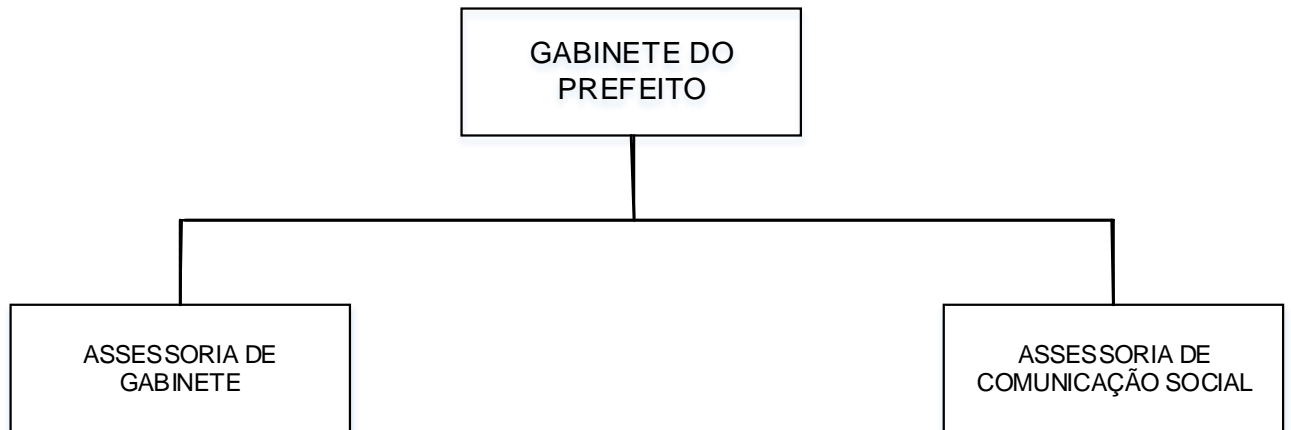 GABINETE DO
PREFEITO
ASSESSORIA DE
GABINETE
ASSESSORIA DE
COMUNICAÇÃO SOCIAL